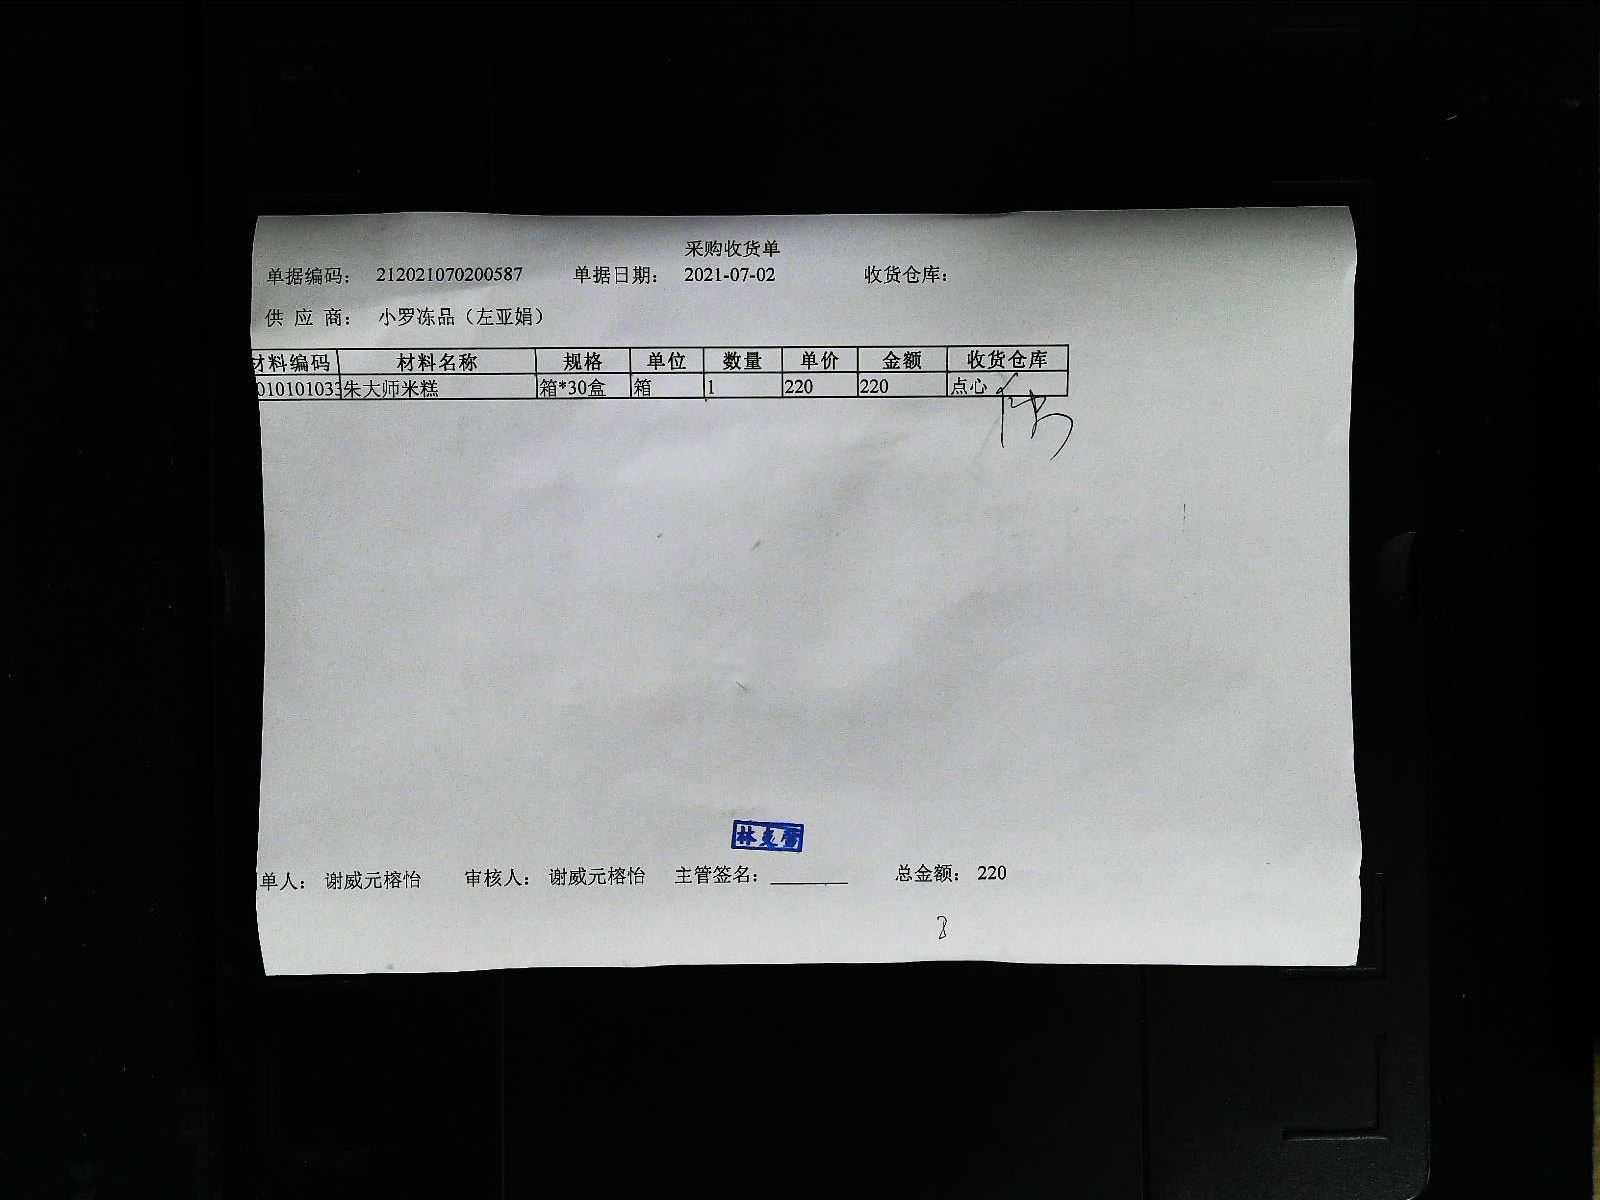 采购收货单
单据编码： 212021070200587 单据日期： 2021-07-02 收货仓库：
供 应 商： 小罗冻品（左亚娟）
材料编码 材料名称 规格 单位 数量 单价 金额 收货仓库
010101033 朱大师米糕 箱*30盒 箱 1 220 220 点心
单人： 谢威元榕怡 审核人： 谢威元榕怡 主管签名： 总金额： 220